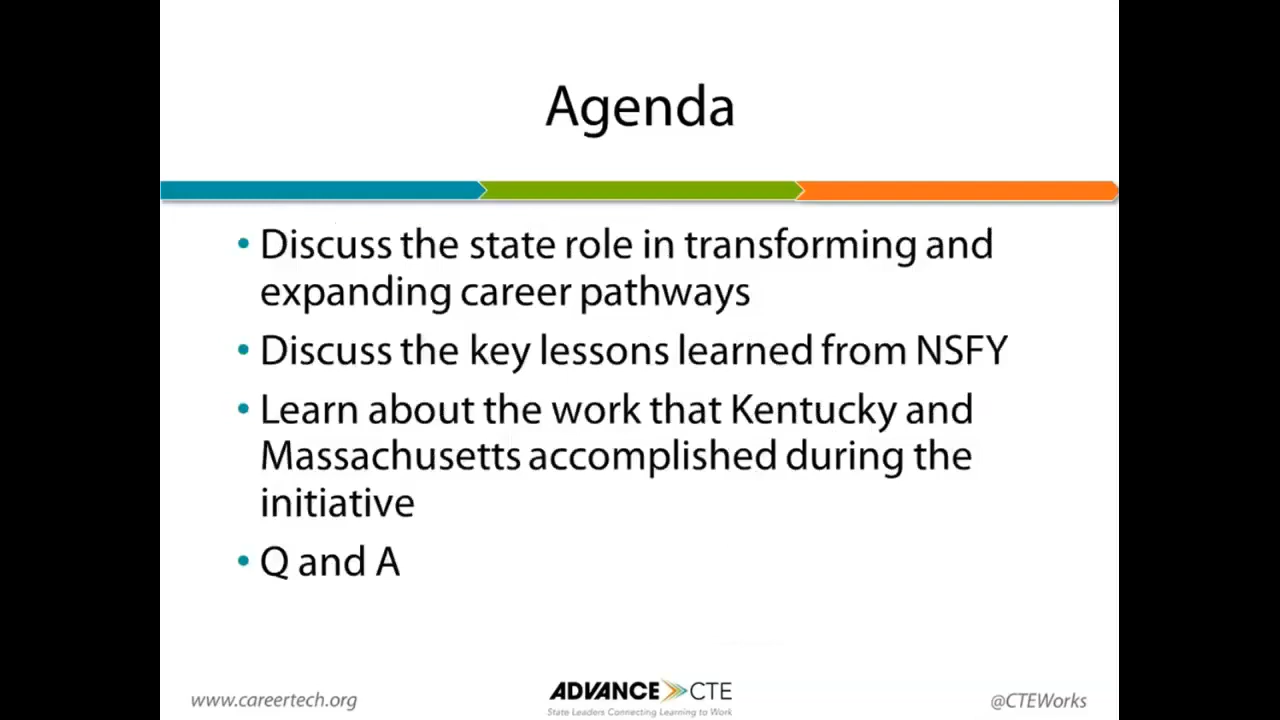 Agenda
• Discuss the state role in transforming and
expanding career pathways
• Discuss the key lessons learned from NSFY
• Learn about the work that Kentucky and
Massachusetts accomplished during the
initiative
• Q and A
www.careertech.org
ADVANCE CTE
State Leaders Connecting Learning to Work
@CTEWorks